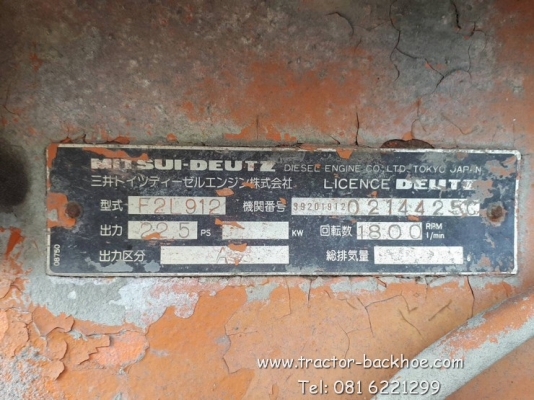 MITSUI-DEUTZ DIESEL ENGINE CO.,LTD. TOKYO JAPAN
三井ドイツディーゼルエンジン株式会社 LICENCE DEUTZ
型式 F2L912 機関番号
出力 22.5 PS KW 回転数 1800 RPM 1/min
出力区分 総排気量
08750
www.tractor-backhoe.com
Tel: 081 6221299